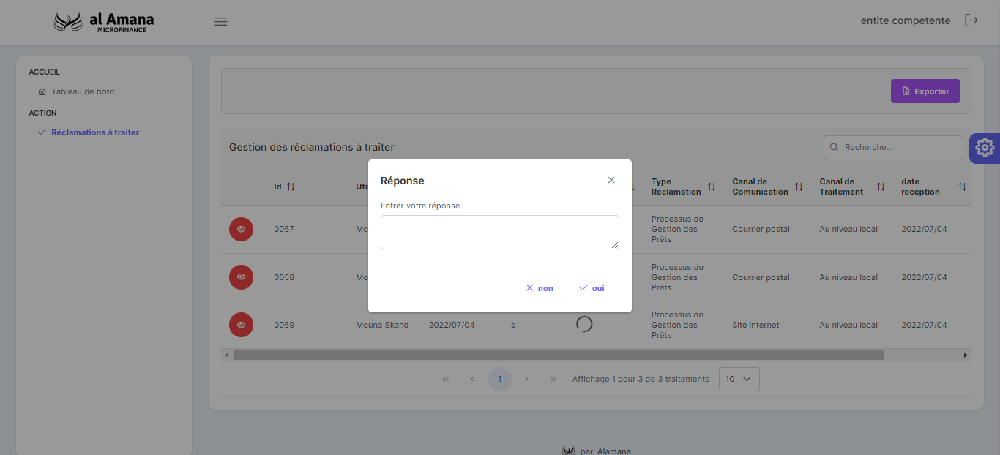 al Amana
MICROFINANCE
entite competente
ACCUEIL
Tableau de bord
ACTION
Réclamations à traiter
Exporter
Gestion des réclamations à traiter
Recherche...
Réponse
Entrer votre réponse
non
oui
Id
Uti
Type
Réclamation
Canal de
Comunication
Canal de
Traitement
date
reception
0057
Mo
Processus de
Gestion des
Prêts
Courrier postal
Au niveau local
2022/07/04
0058
Mo
Processus de
Gestion des
Prêts
Courrier postal
Au niveau local
2022/07/04
0059
Mouna Skand
2022/07/04
s
Processus de
Gestion des
Prêts
Site internet
Au niveau local
2022/07/04
1
Affichage 1 pour 3 de 3 traitements
10
par Alamana